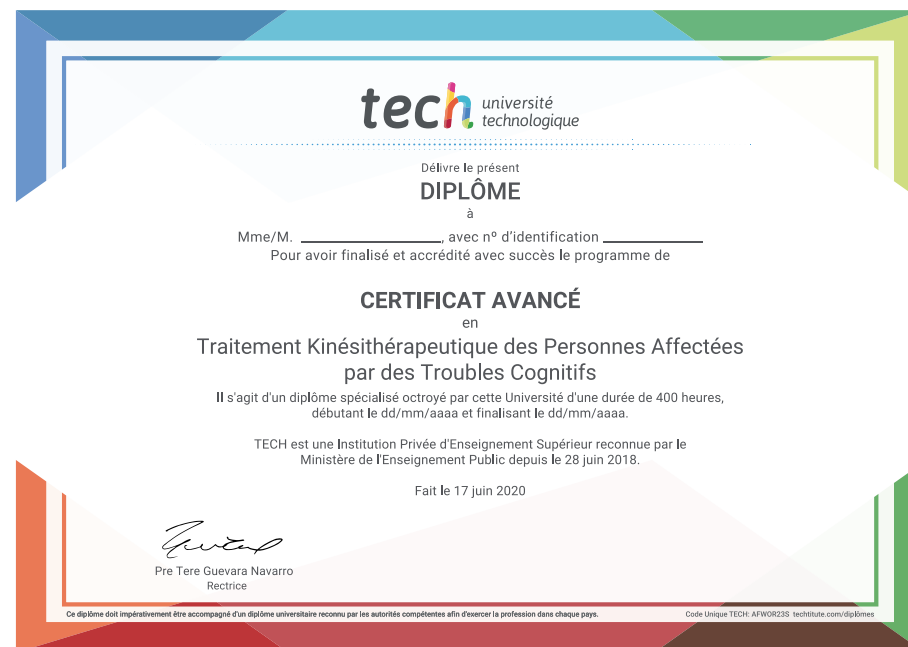 tech université
technologique
Délivre le présent
DIPLÔME
à
Mme/M. ____________________, avec nº d'identification ______________
Pour avoir finalisé et accrédité avec succès le programme de
CERTIFICAT AVANCÉ
en
Traitement Kinésithérapeutique des Personnes Affectées
par des Troubles Cognitifs
Il s'agit d'un diplôme spécialisé octroyé par cette Université d'une durée de 400 heures,
débutant le dd/mm/aaaa et finalisant le dd/mm/aaaa.
TECH est une Institution Privée d'Enseignement Supérieur reconnue par le
Ministère de l'Enseignement Public depuis le 28 juin 2018.
Fait le 17 juin 2020
Pre Tere Guevara Navarro
Rectrice
Ce diplôme doit impérativement être accompagné d'un diplôme universitaire reconnu par les autorités compétentes afin d'exercer la profession dans chaque pays.
Code Unique TECH: AFWOR23S techtitute.com/diplômes